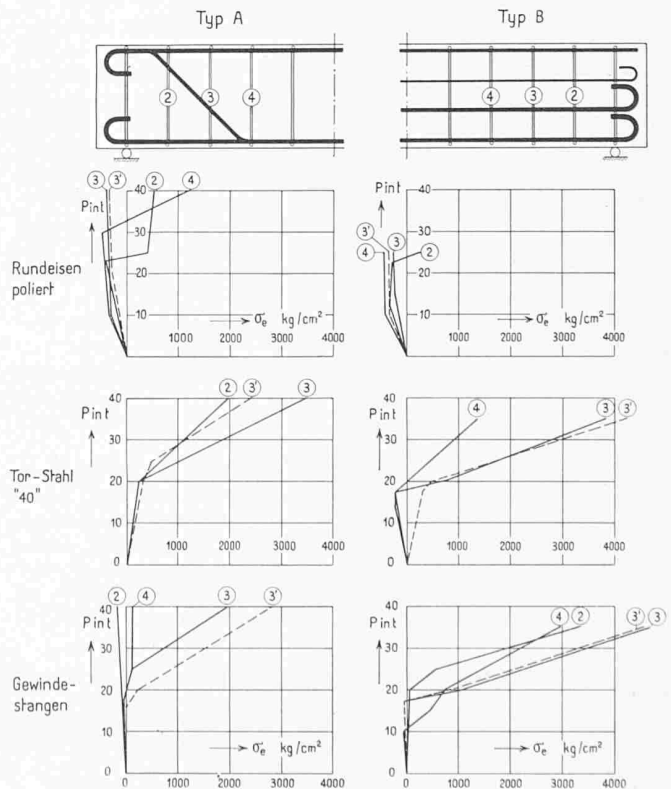 Typ A
Typ B
2 3 4
4 3 2
Rundeisen poliert
3 3' 2 4
Pint
40
30
20
10
σe kg/cm²
0 1000 2000 3000 4000
3'
4 3 2
Pint
40
30
20
10
σe kg/cm²
0 1000 2000 3000 4000
Tor-Stahl "40"
2 3' 3
Pint
40
30
20
10
0
1000 2000 3000 4000
4 3 3'
Pint
40
30
20
10
0
1000 2000 3000 4000
Gewinde-stangen
2 4 3 3'
Pint
40
30
20
10
σe kg/cm²
0 1000 2000 3000 4000
4 2 3' 3
Pint
40
30
20
10
σe kg/cm²
0 1000 2000 3000 4000